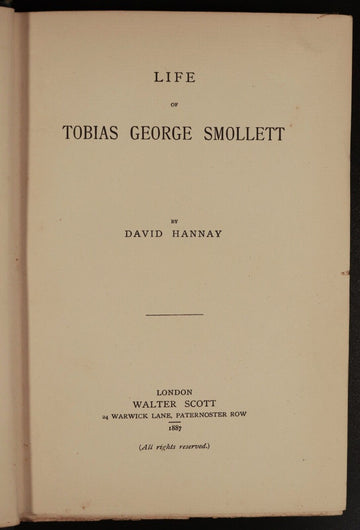 LIFE
OF
TOBIAS GEORGE SMOLLETT
BY
DAVID HANNAY
LONDON
WALTER SCOTT
24 WARWICK LANE, PATERNOSTER ROW
1887
(All rights reserved.)